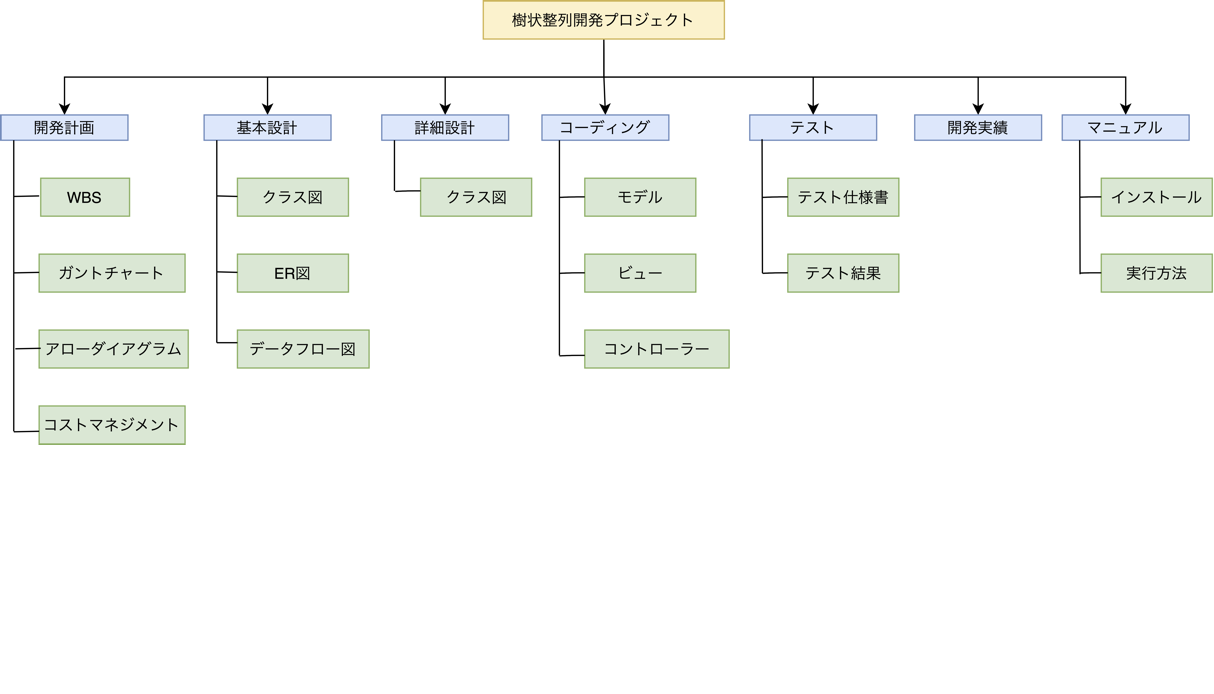 樹状整列開発プロジェクト
開発計画
基本設計
詳細設計
コーディング
テスト
開発実績
マニュアル
WBS
クラス図
クラス図
モデル
テスト仕様書
インストール
ガントチャート
ER図
ビュー
テスト結果
実行方法
アローダイアグラム
データフロー図
コントローラー
コストマネジメント